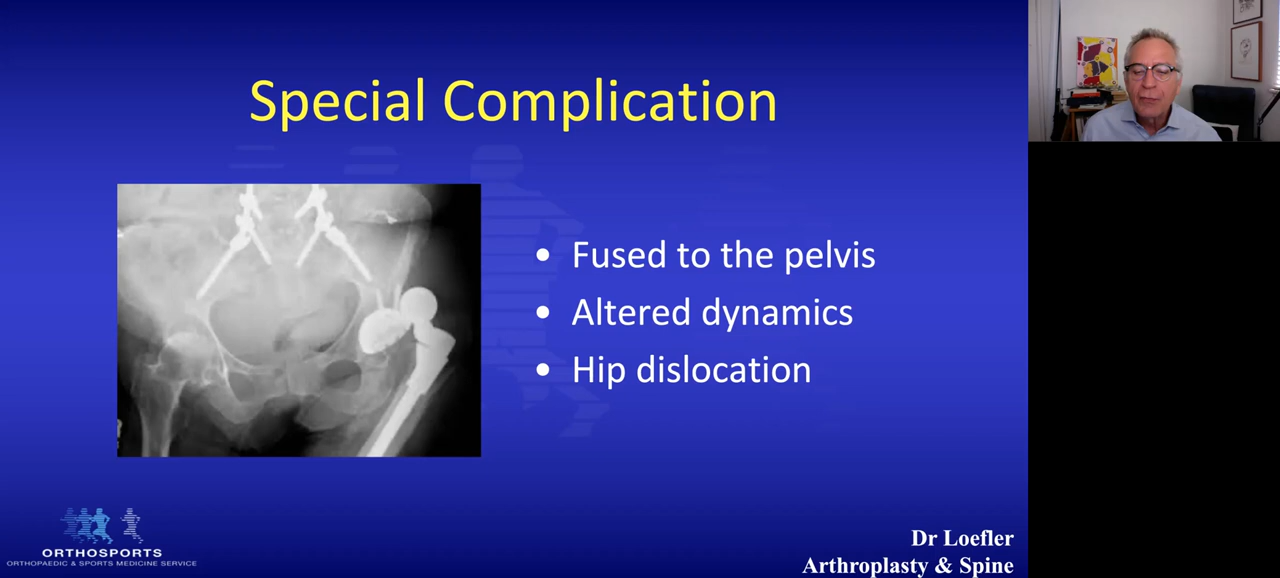 Special Complication
• Fused to the pelvis
• Altered dynamics
• Hip dislocation
ORTHOSPORTS
ORTHOPAEDIC & SPORTS MEDICINE SERVICE
Dr Loefler
Arthroplasty & Spine